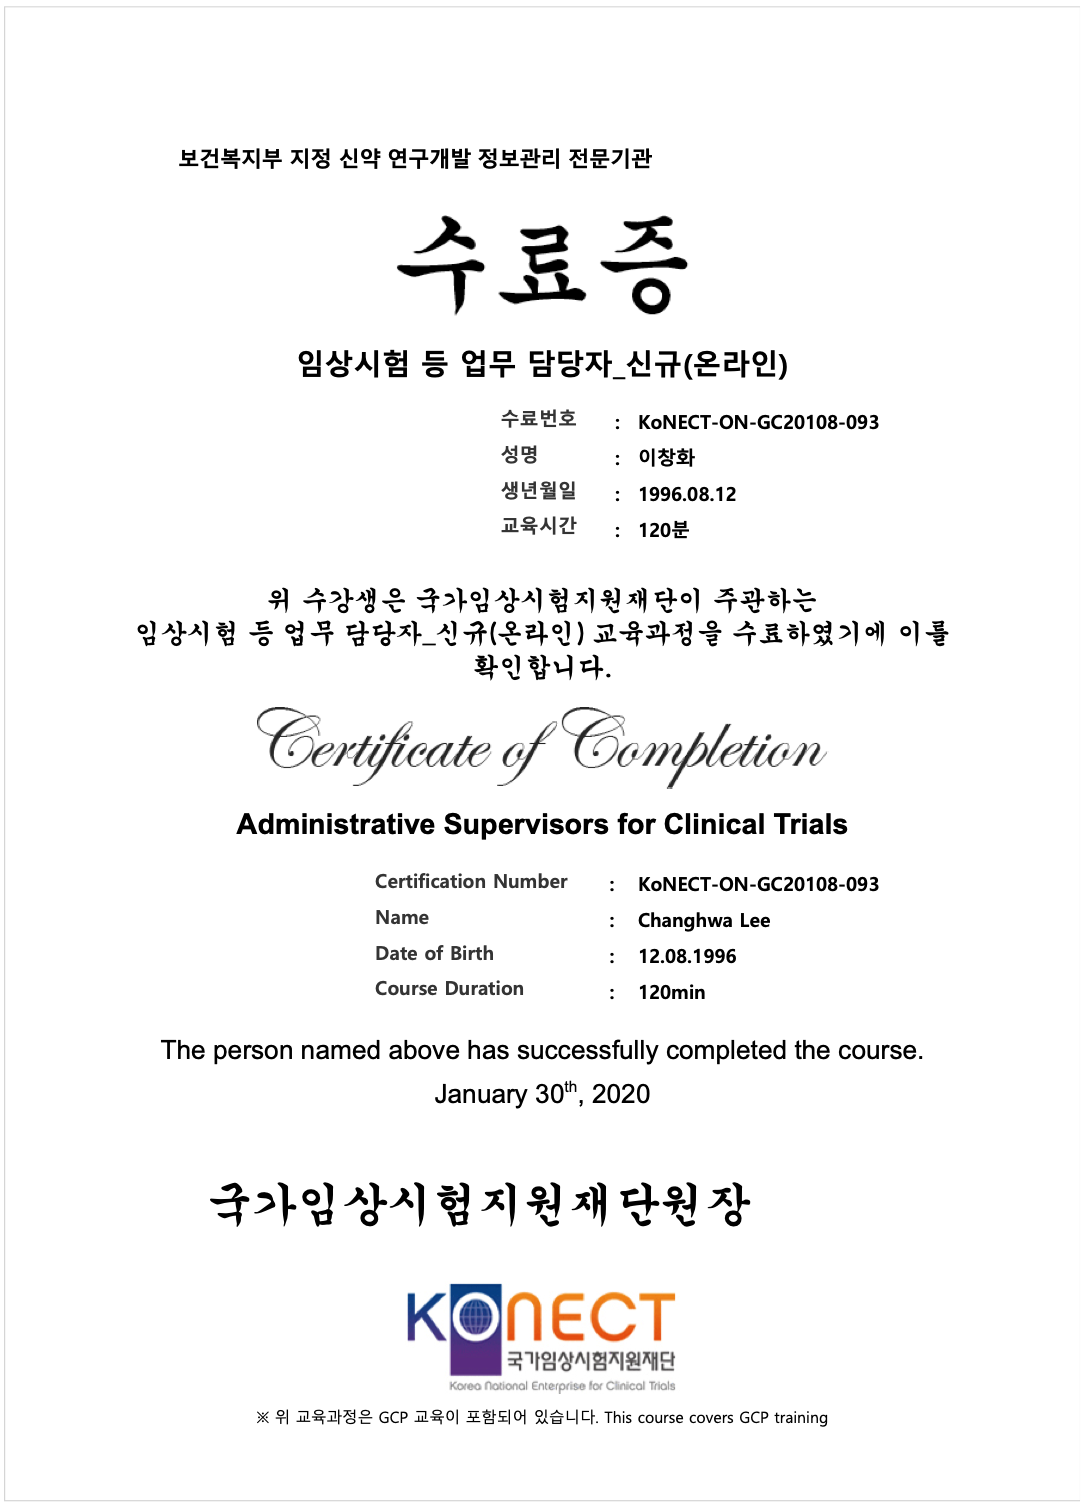 보건복지부 지정 신약 연구개발 정보관리 전문기관
수료증
임상시험 등 업무 담당자_신규(온라인)
수료번호 : KoNECT-ON-GC20108-093
성명 : 이창화
생년월일 : 1996.08.12
교육시간 : 120분
위 수강생은 국가임상시험지원재단이 주관하는
임상시험 등 업무 담당자_신규(온라인) 교육과정을 수료하였기에 이를
확인합니다.
Certificate of Completion
Administrative Supervisors for Clinical Trials
Certification Number : KoNECT-ON-GC20108-093
Name : Changhwa Lee
Date of Birth : 12.08.1996
Course Duration : 120min
The person named above has successfully completed the course.
January 30th, 2020
국가임상시험지원재단원장
KONECT
국가임상시험지원재단
Korea National Enterprise for Clinical Trials
※ 위 교육과정은 GCP 교육이 포함되어 있습니다. This course covers GCP training